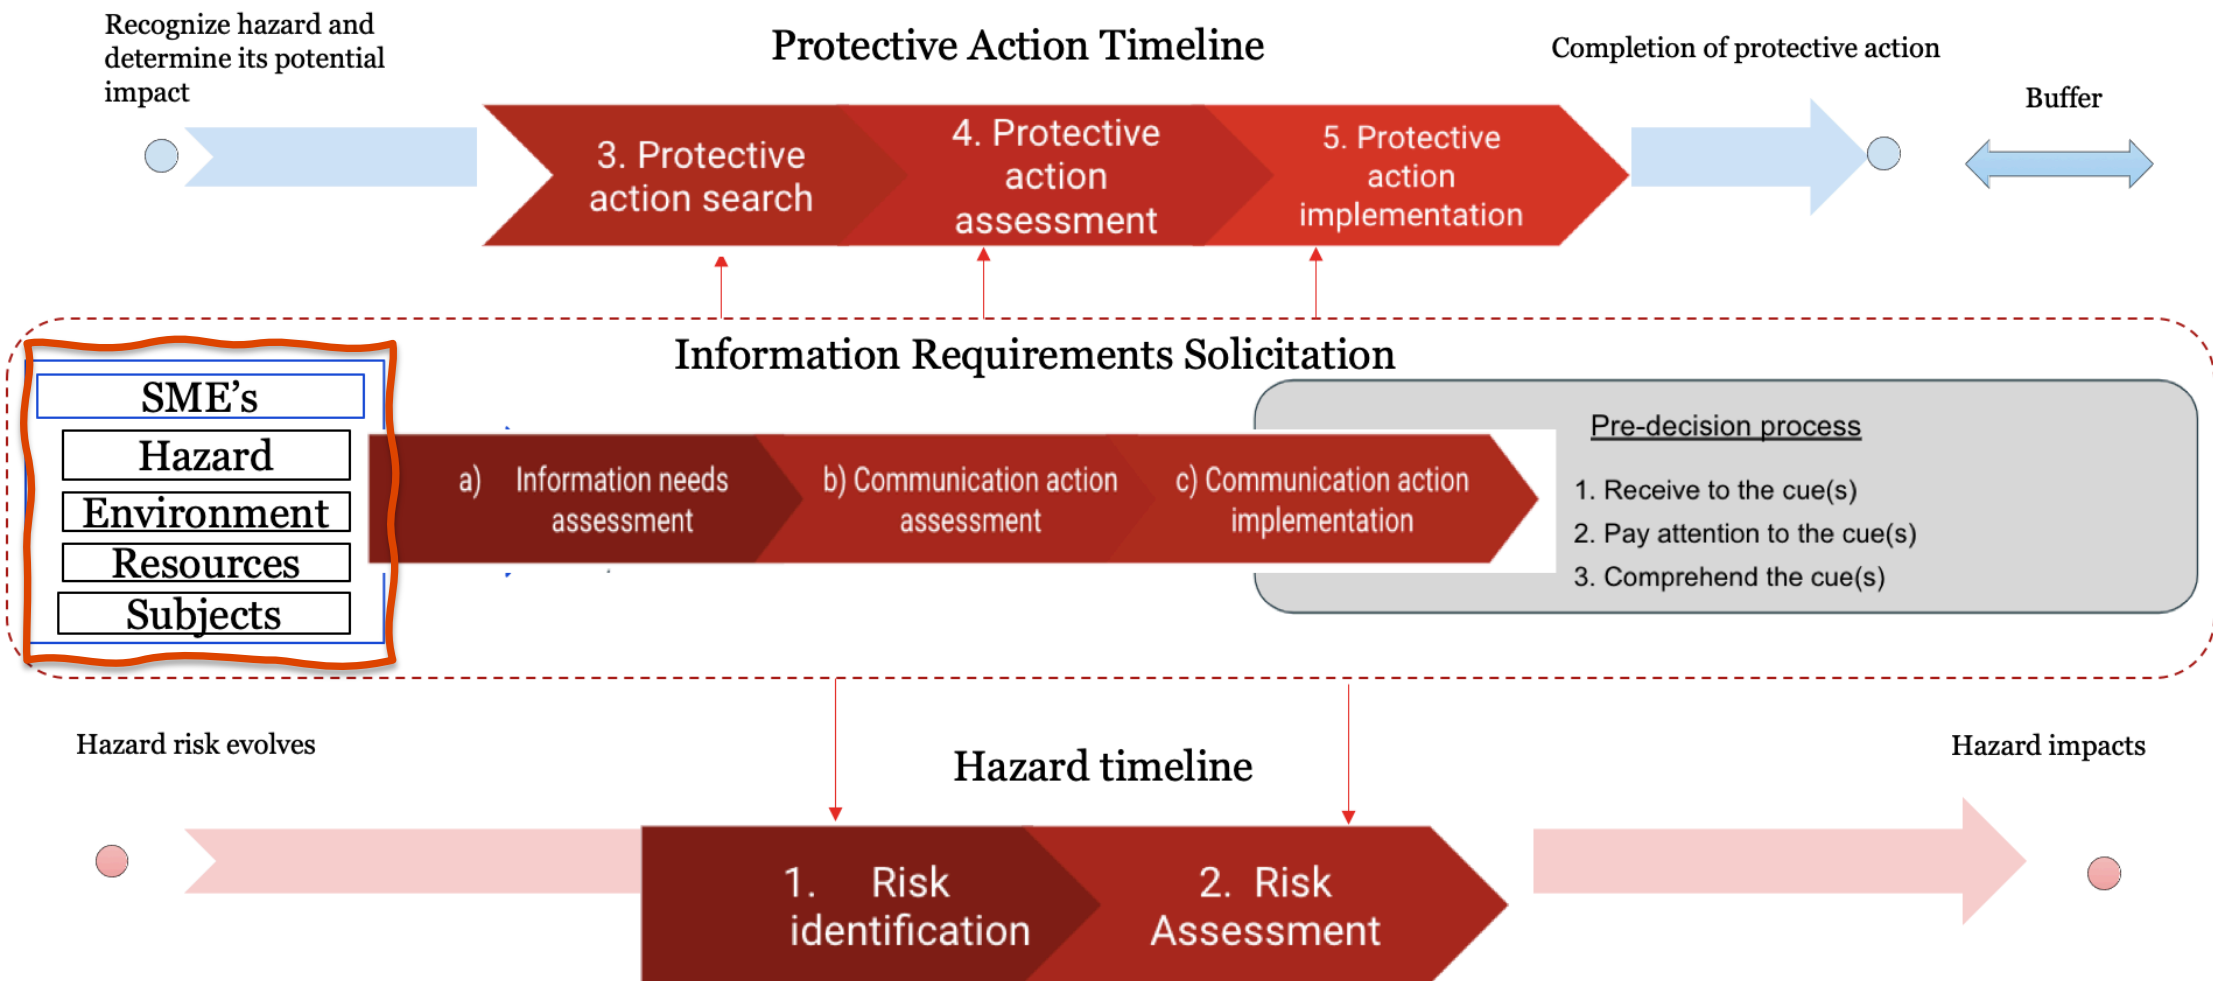 Recognize hazard and
determine its potential
impact
Protective Action Timeline
Completion of protective action
Buffer
3. Protective
action search
4. Protective
action
assessment
5. Protective
action
implementation
Information Requirements Solicitation
SME's
Hazard
Environment
Resources
Subjects
a) Information needs
assessment
b) Communication action
assessment
c) Communication action
implementation
Pre-decision process
1. Receive to the cue(s)
2. Pay attention to the cue(s)
3. Comprehend the cue(s)
Hazard risk evolves
Hazard timeline
Hazard impacts
1. Risk
identification
2. Risk
Assessment